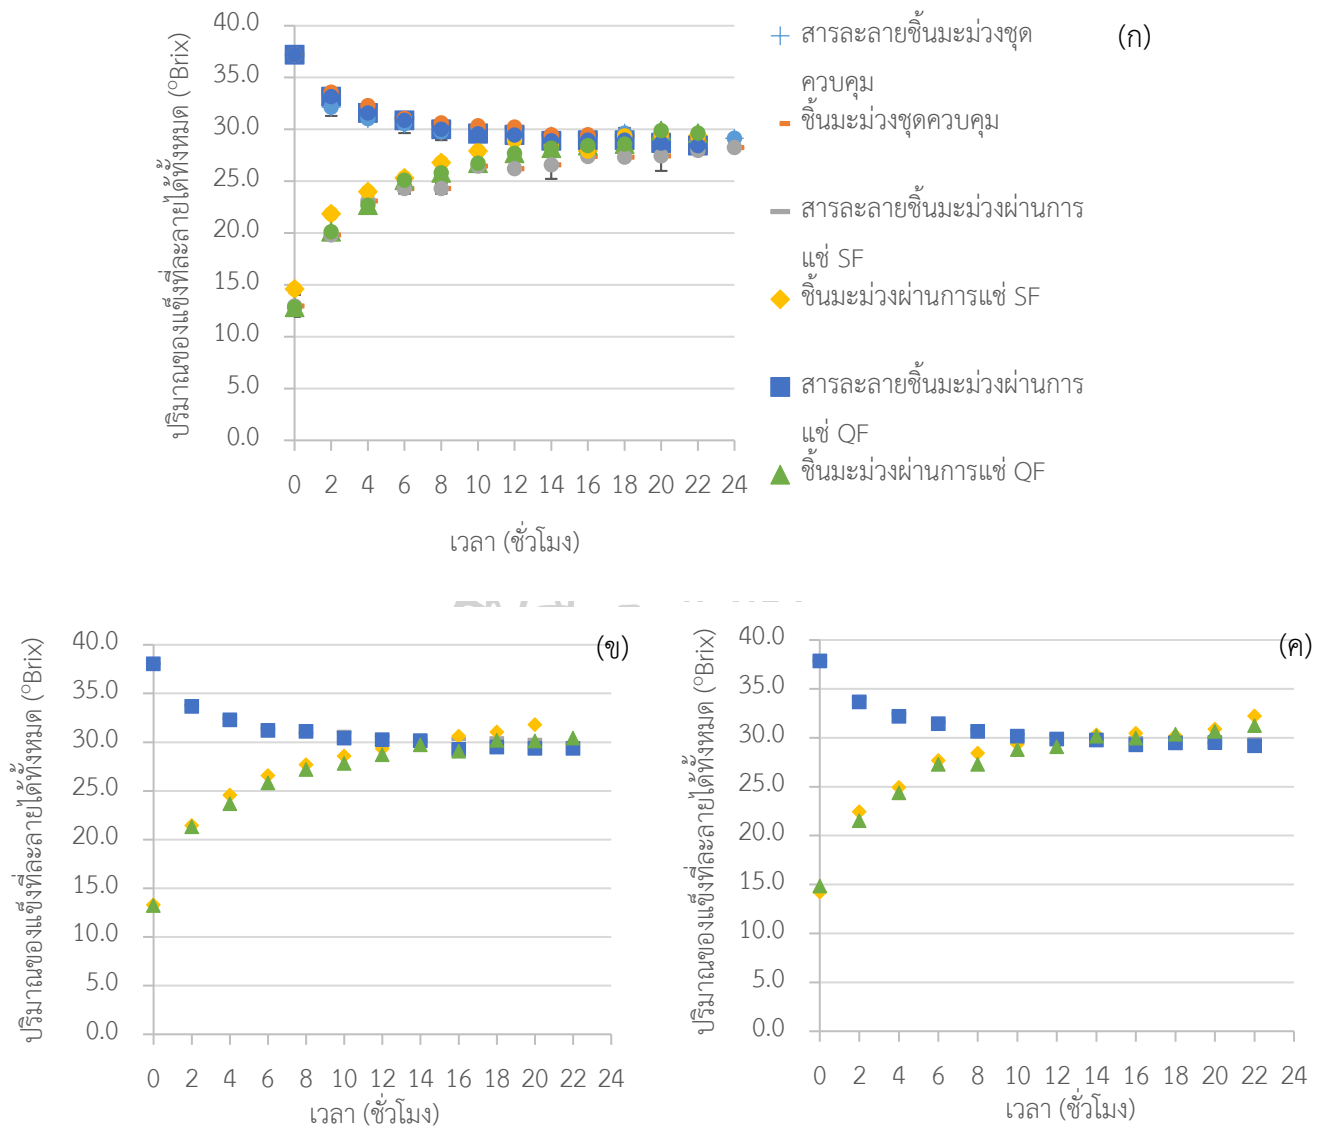 (ก)
ปริมาณของแข็งที่ละลายได้ทั้งหมด (°Brix)
40.0
35.0
30.0
25.0
20.0
15.0
10.0
5.0
0.0
0 2 4 6 8 10 12 14 16 18 20 22 24
เวลา (ชั่วโมง)
สารละลายชิ้นมะม่วงชุด
ควบคุม
ชิ้นมะม่วงชุดควบคุม
สารละลายชิ้นมะม่วงผ่านการ
แช่ SF
ชิ้นมะม่วงผ่านการแช่ SF
สารละลายชิ้นมะม่วงผ่านการ
แช่ QF
ชิ้นมะม่วงผ่านการแช่ QF
(ข)
ปริมาณของแข็งที่ละลายได้ทั้งหมด (°Brix)
40.0
35.0
30.0
25.0
20.0
15.0
10.0
5.0
0.0
0 2 4 6 8 10 12 14 16 18 20 22 24
เวลา (ชั่วโมง)
(ค)
ปริมาณของแข็งที่ละลายได้ทั้งหมด (°Brix)
40.0
35.0
30.0
25.0
20.0
15.0
10.0
5.0
0.0
0 2 4 6 8 10 12 14 16 18 20 22 24
เวลา (ชั่วโมง)